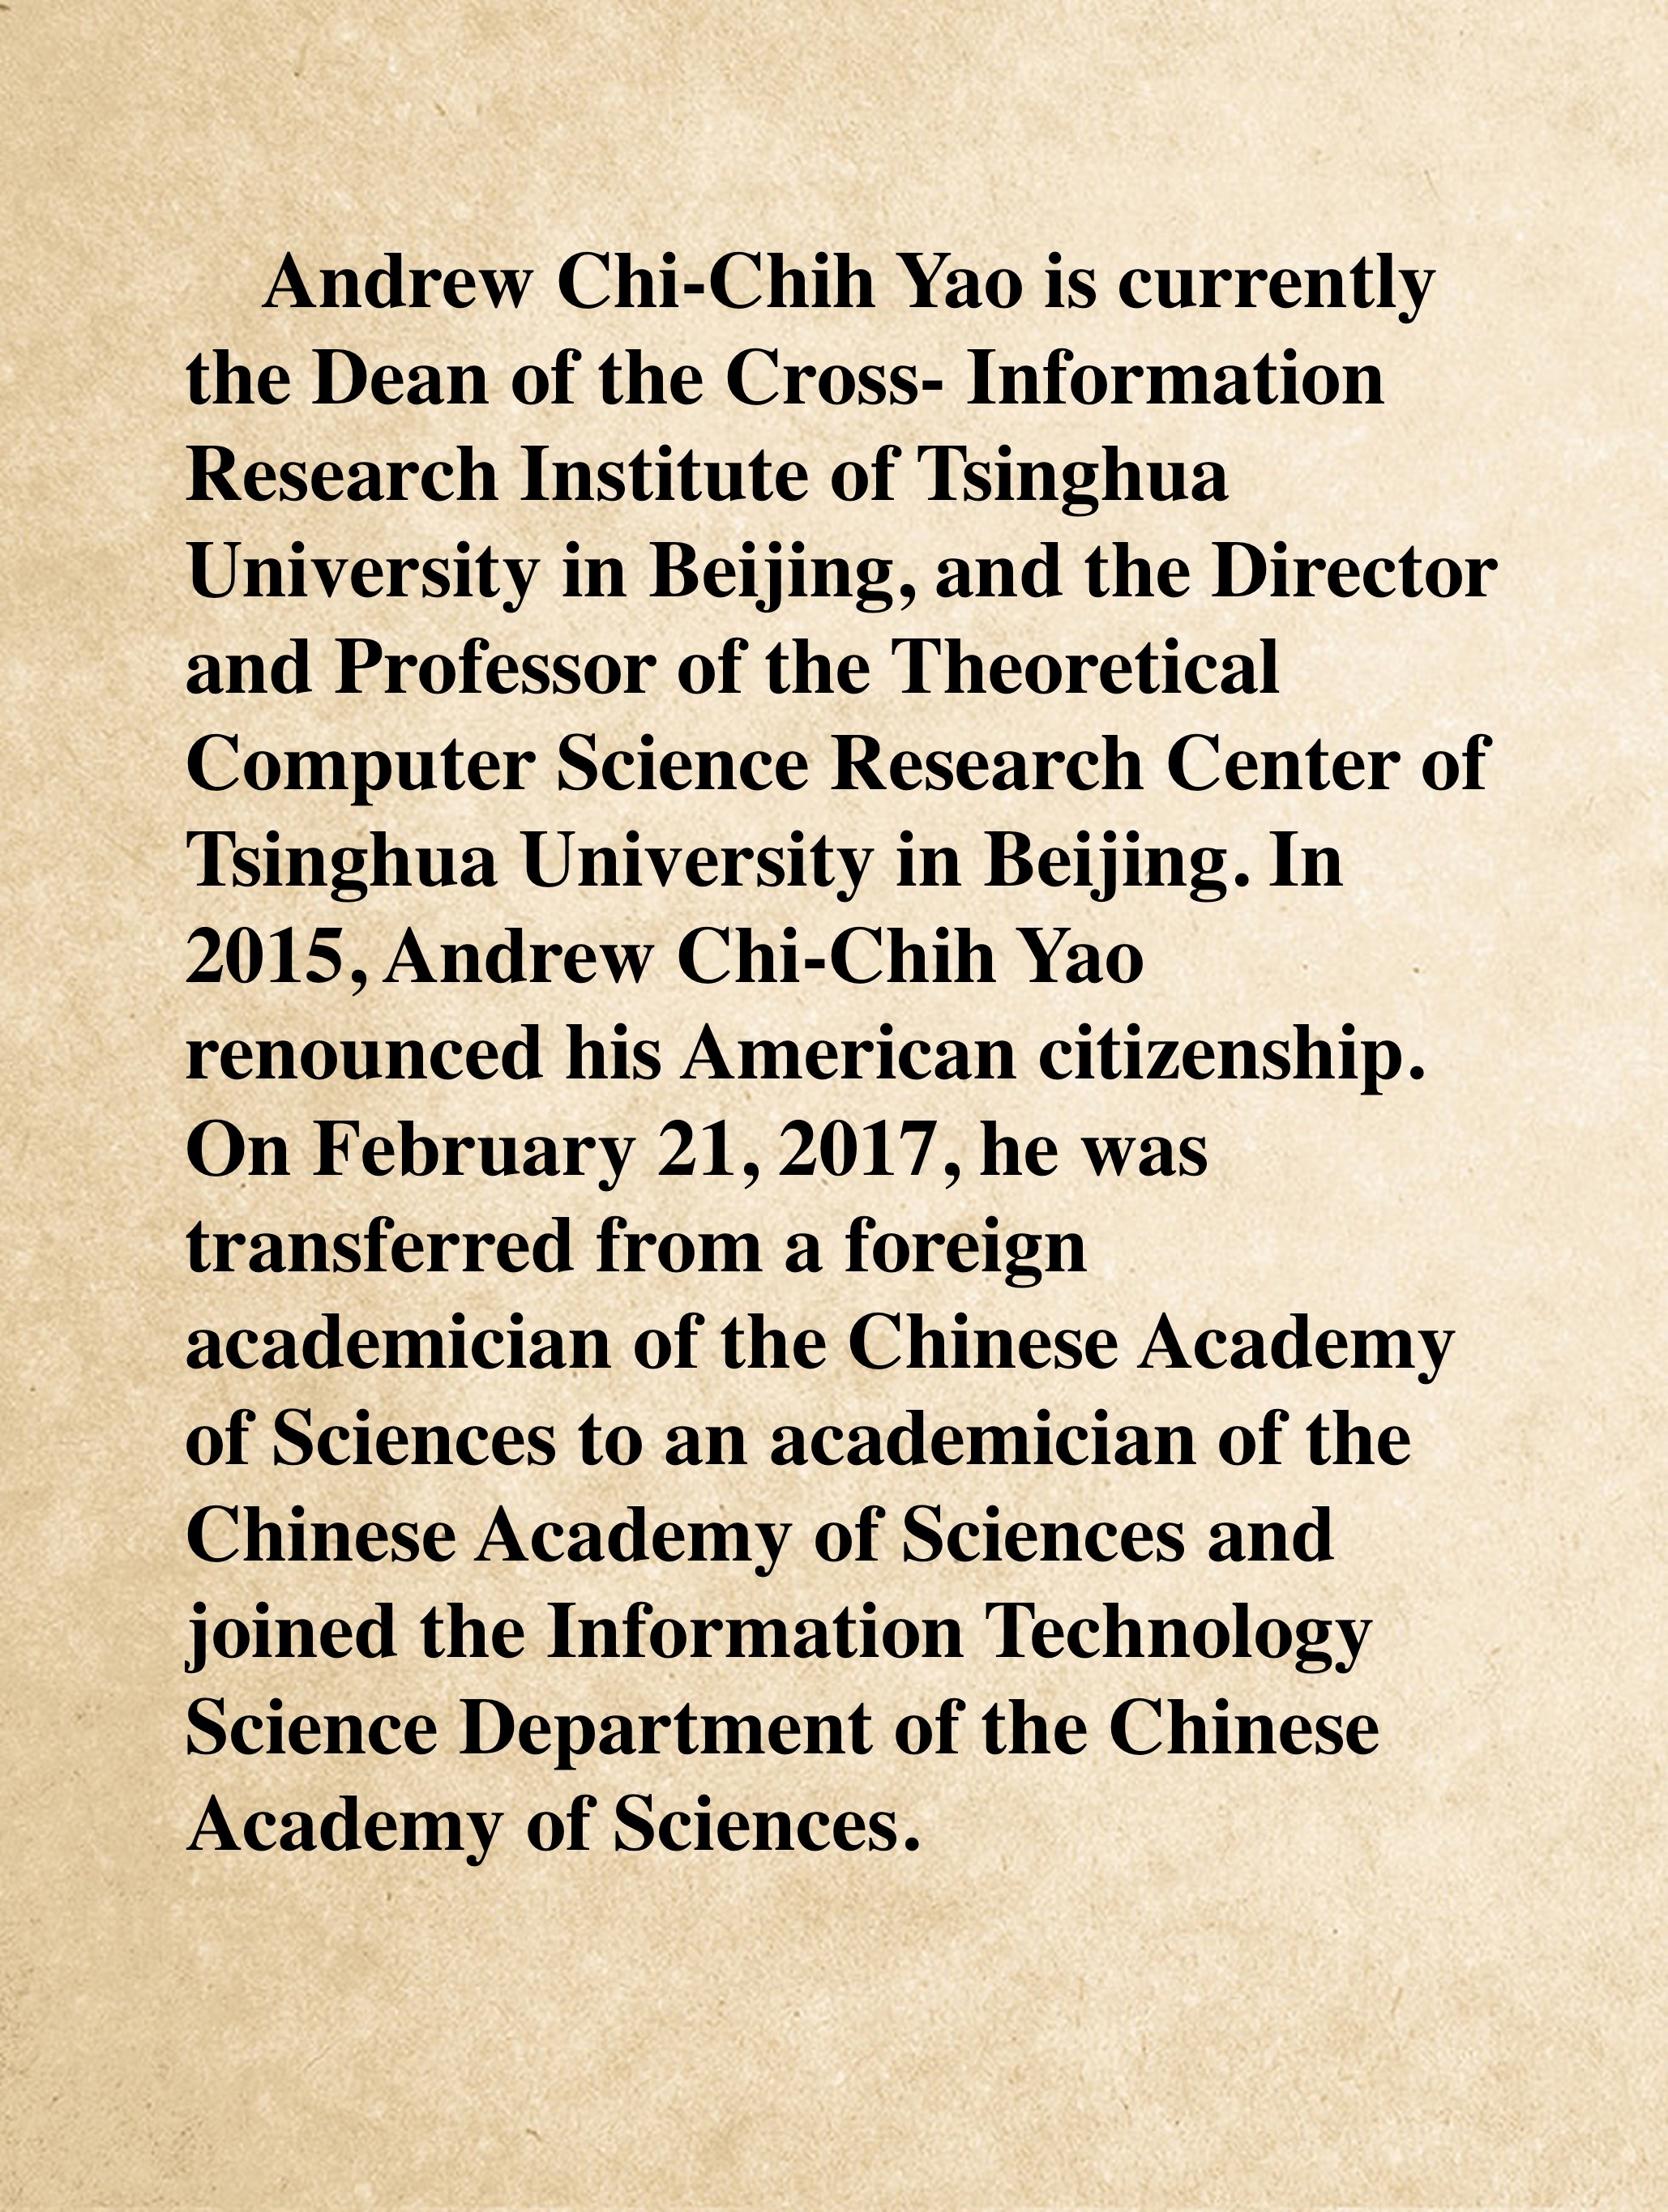 Andrew Chi-Chih Yao is currently
the Dean of the Cross- Information
Research Institute of Tsinghua
University in Beijing, and the Director
and Professor of the Theoretical
Computer Science Research Center of
Tsinghua University in Beijing. In
2015, Andrew Chi-Chih Yao
renounced his American citizenship.
On February 21, 2017, he was
transferred from a foreign
academician of the Chinese Academy
of Sciences to an academician of the
Chinese Academy of Sciences and
joined the Information Technology
Science Department of the Chinese
Academy of Sciences.